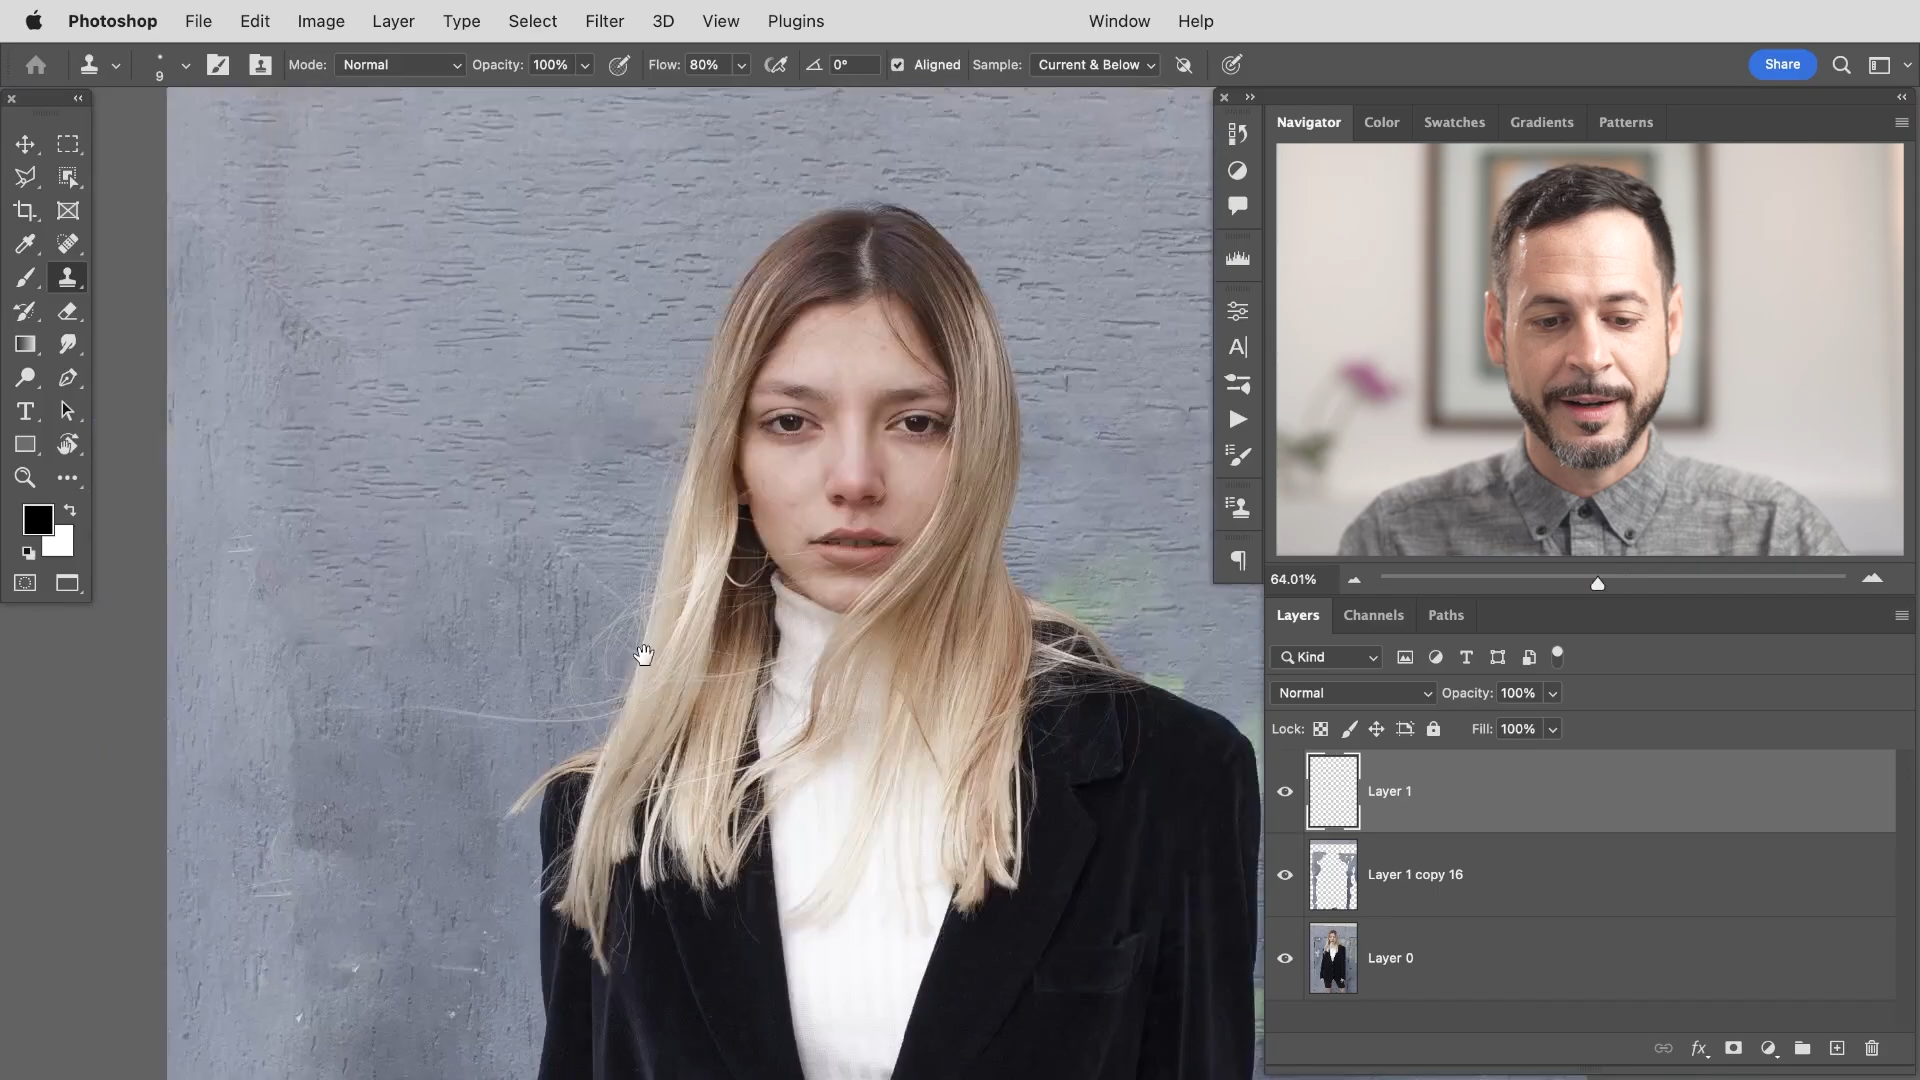 Photoshop File Edit Image Layer Type Select Filter 3D View Plugins Window Help
9 Mode: Normal Opacity: 100% Flow: 80% 0° Aligned Sample: Current & Below Share
Navigator Color Swatches Gradients Patterns
64.01%
Layers Channels Paths
Kind
Normal Opacity: 100%
Lock: Fill: 100%
Layer 1
Layer 1 copy 16
Layer 0
fx